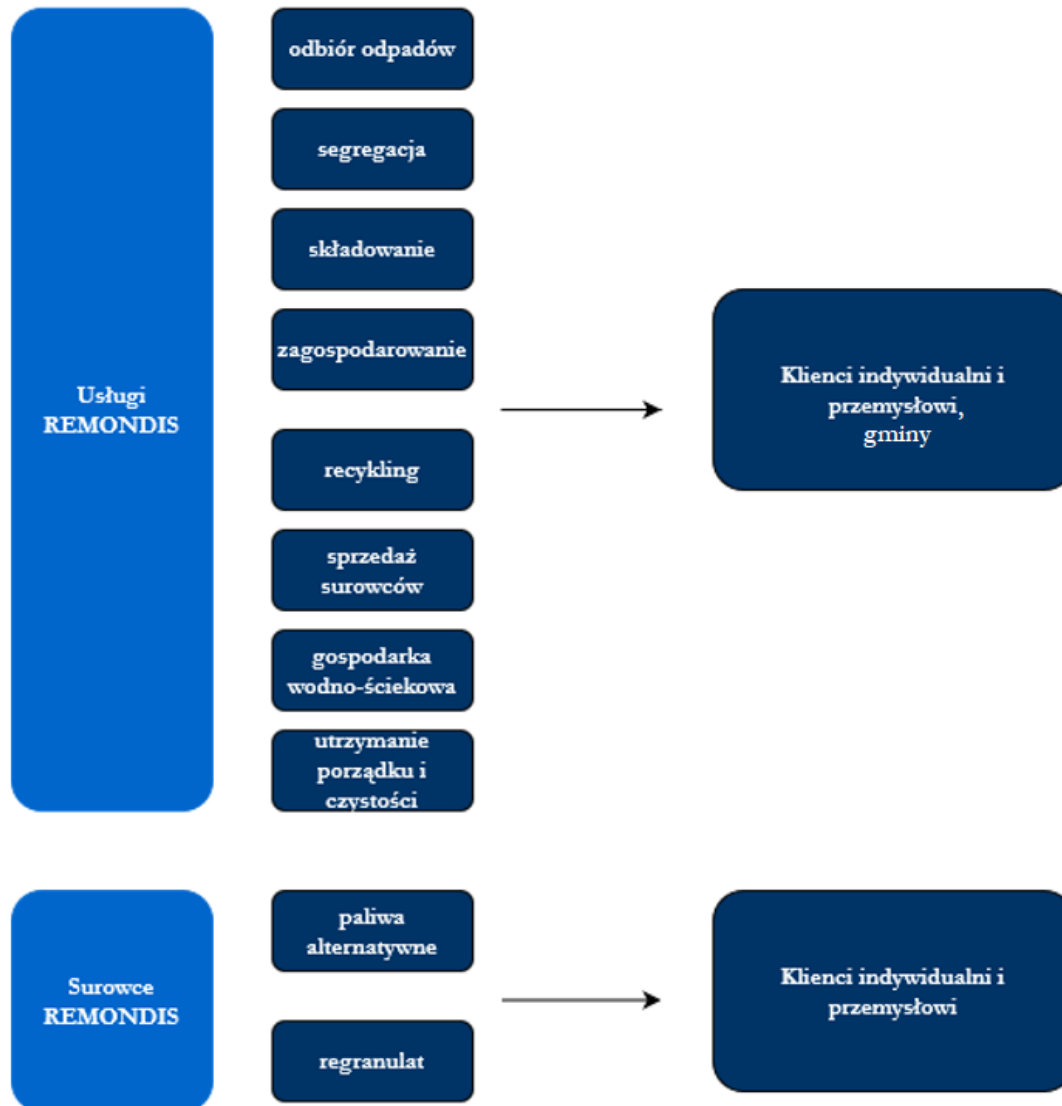 Usługi
REMONDIS
odbiór odpadów
segregacja
składowanie
zagospodarowanie
recykling
sprzedaż
surowców
gospodarka
wodno-ściekowa
utrzymanie
porządku i
czystości
Klienci indywidualni i
przemysłowi,
gminy
Surowce
REMONDIS
paliwa
alternatywne
regranulat
Klienci indywidualni i
przemysłowi